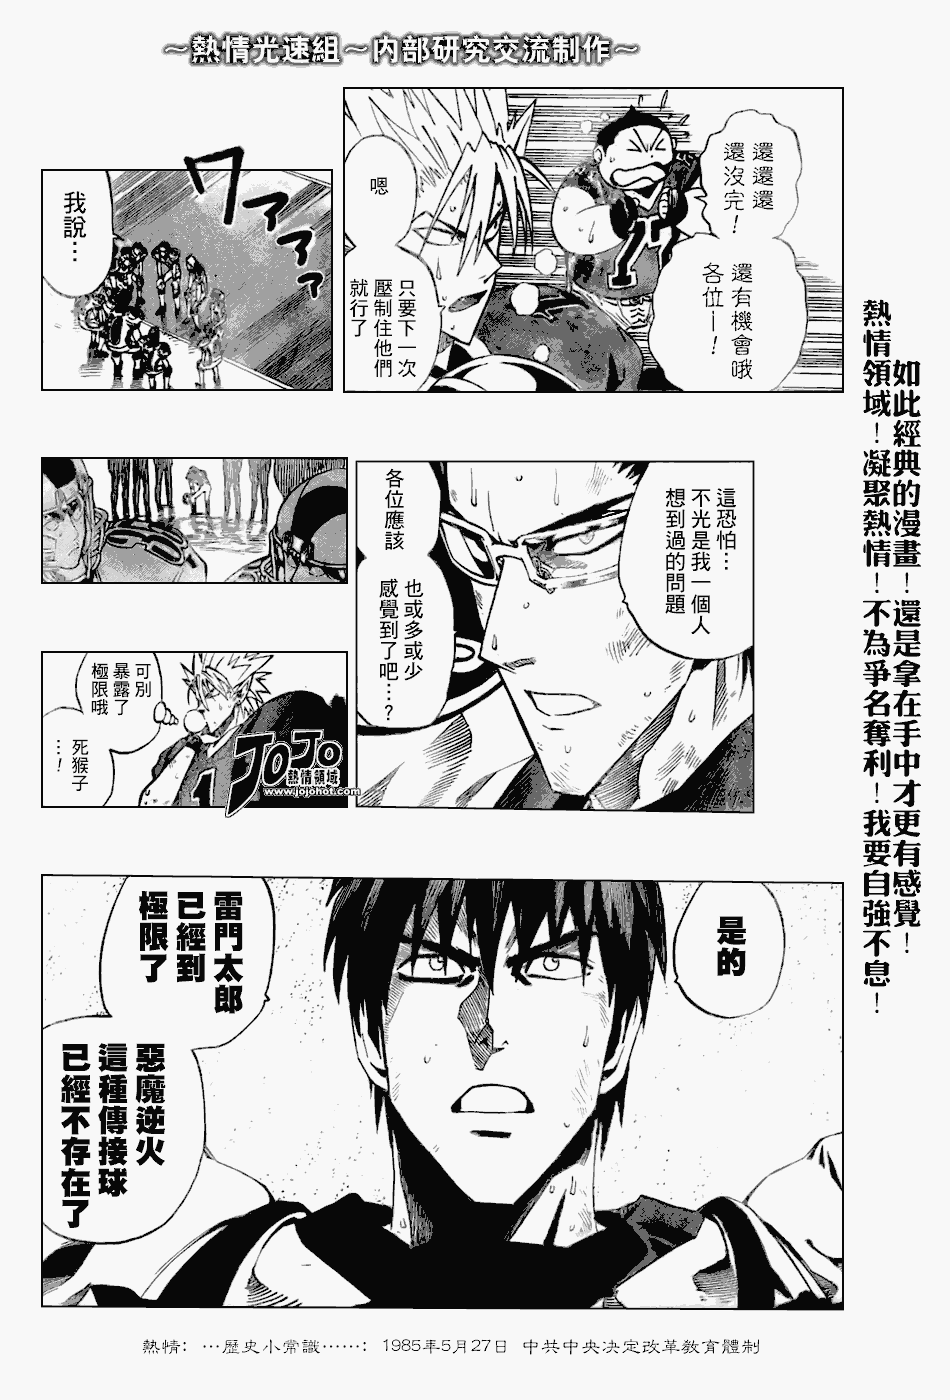 ～熱情光速組～內部研究交流制作～
還還還
還沒完！
還有機會哦
各位—！
嗯
只要下一次
壓制住他們
就行了
ワァァァ
我說…
這恐怕…
不光是我一個人
想到過的問題
各位應該
也或多或少
感覺到了吧…？
可別
暴露了
極限哦
死猴子
…！
JOJO
熱情領域
www.jojohot.com
是的
雷門太郎
已經到
極限了
惡魔逆火
這種傳接球
已經不存在了
如此經典的漫畫！還是拿在手中才更有感覺！
熱情領域！凝聚熱情！不為爭名奪利！我要自強不息！
熱情：…歷史小常識……：1985年5月27日 中共中央決定改革教育體制